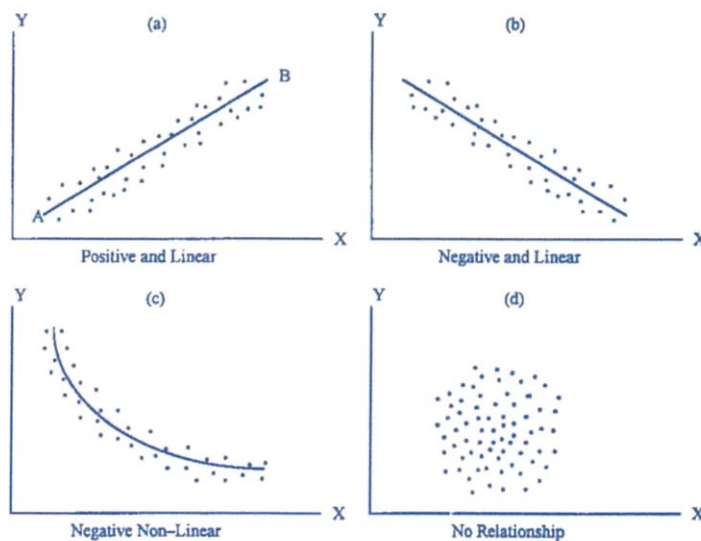 Y
(a)
B
A
X
Positive and Linear
Y
(b)
X
Negative and Linear
Y
(c)
X
Negative Non-Linear
Y
(d)
X
No Relationship